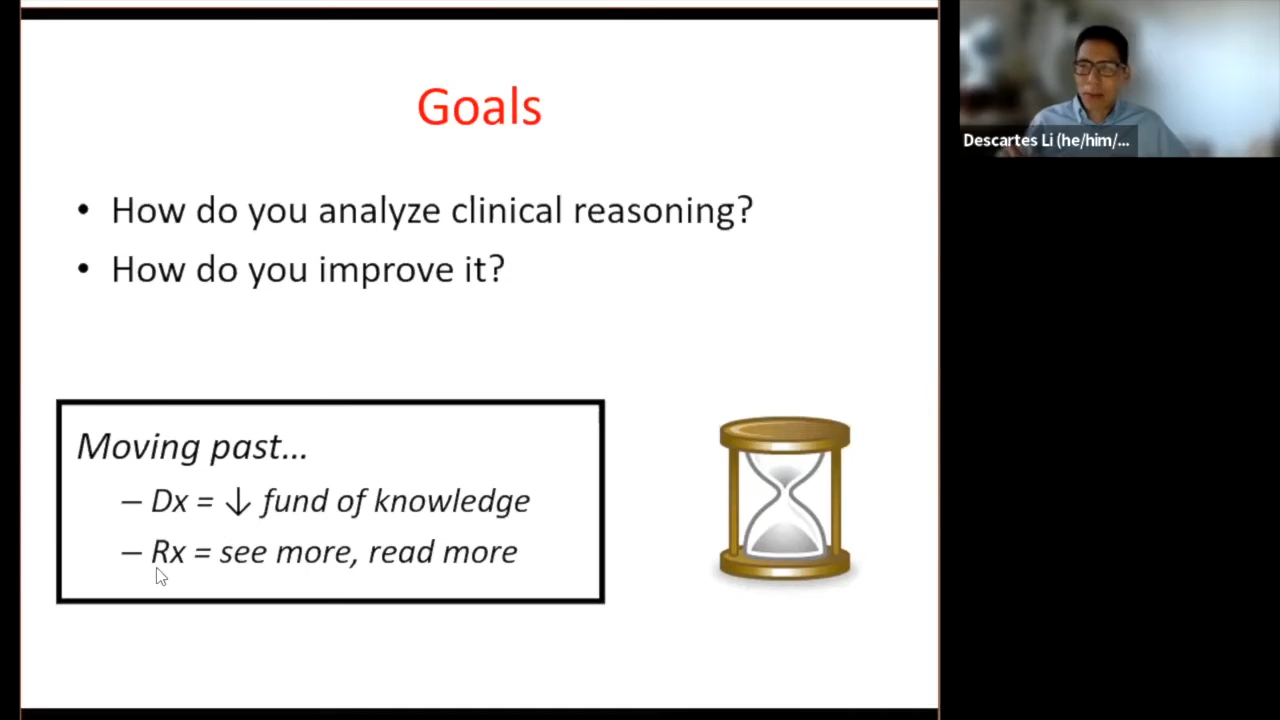 Goals
• How do you analyze clinical reasoning?
• How do you improve it?
Moving past...
– Dx = ↓ fund of knowledge
– Rx = see more, read more
Descartes Li (he/him/...